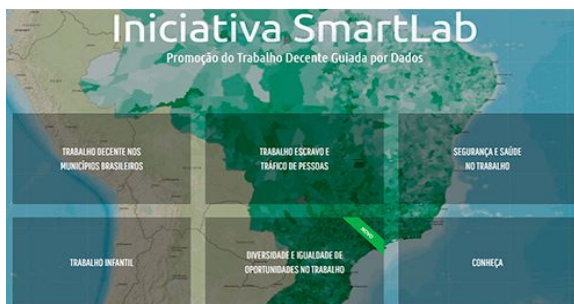 Iniciativa SmartLab
Promoção do Trabalho Decente Guiada por Dados
TRABALHO DECENTE NOS
MUNICÍPIOS BRASILEIROS
TRABALHO ESCRAVO E
TRÁFICO DE PESSOAS
SEGURANÇA E SAÚDE
NO TRABALHO
TRABALHO INFANTIL
DIVERSIDADE E IGUALDADE DE
OPORTUNIDADES NO TRABALHO
NOVO
CONHEÇA